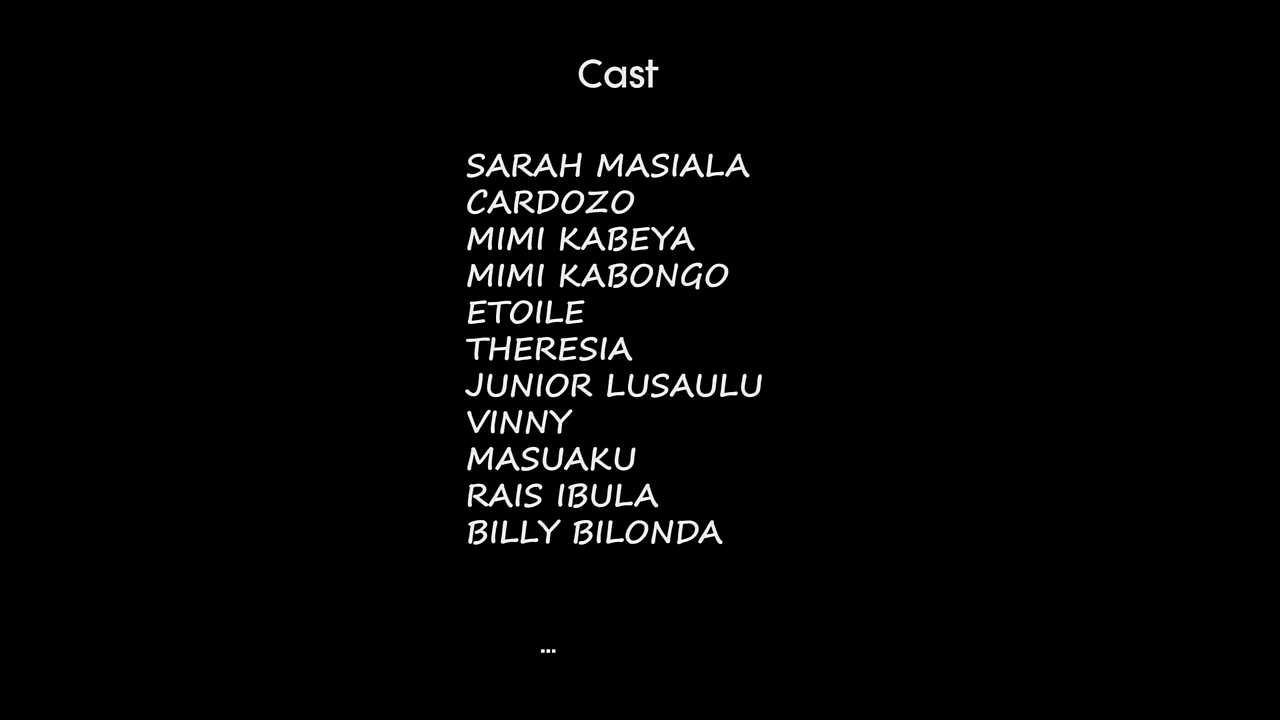 Cast
SARAH MASIALA
CARDOZO
MIMI KABEYA
MIMI KABONGO
ETOILE
THERESIA
JUNIOR LUSAULU
VINNY
MASUAKU
RAIS IBULA
BILLY BILONDA
...